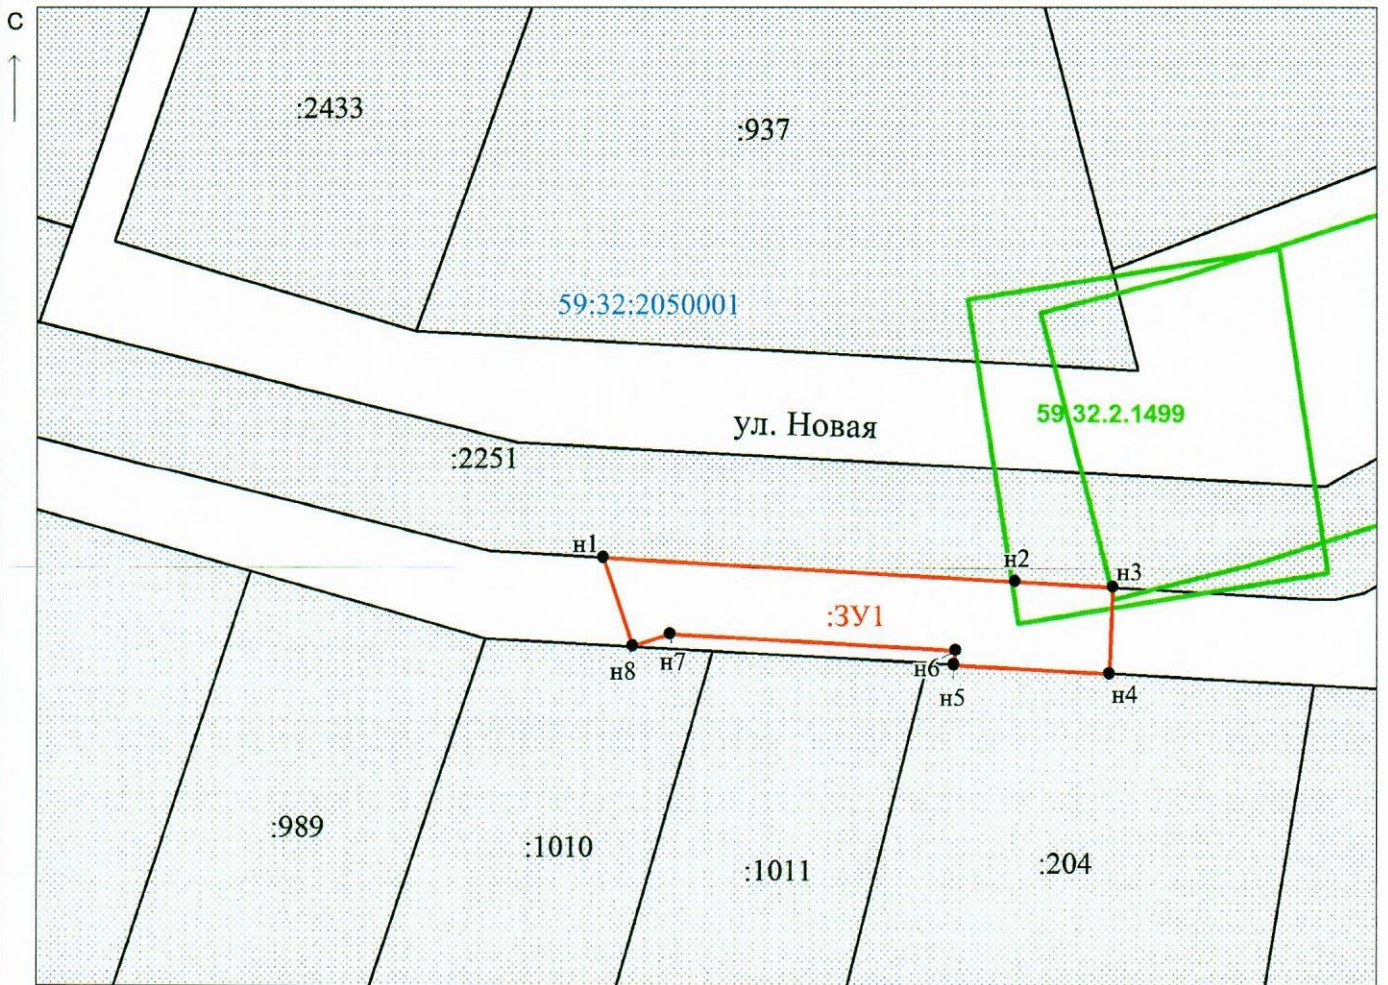 С
:2433
:937
59:32:2050001
59:32.2.1499
ул. Новая
:2251
н1
н2
н3
:ЗУ1
н8
н7
н6
н5
н4
:989
:1010
:1011
:204